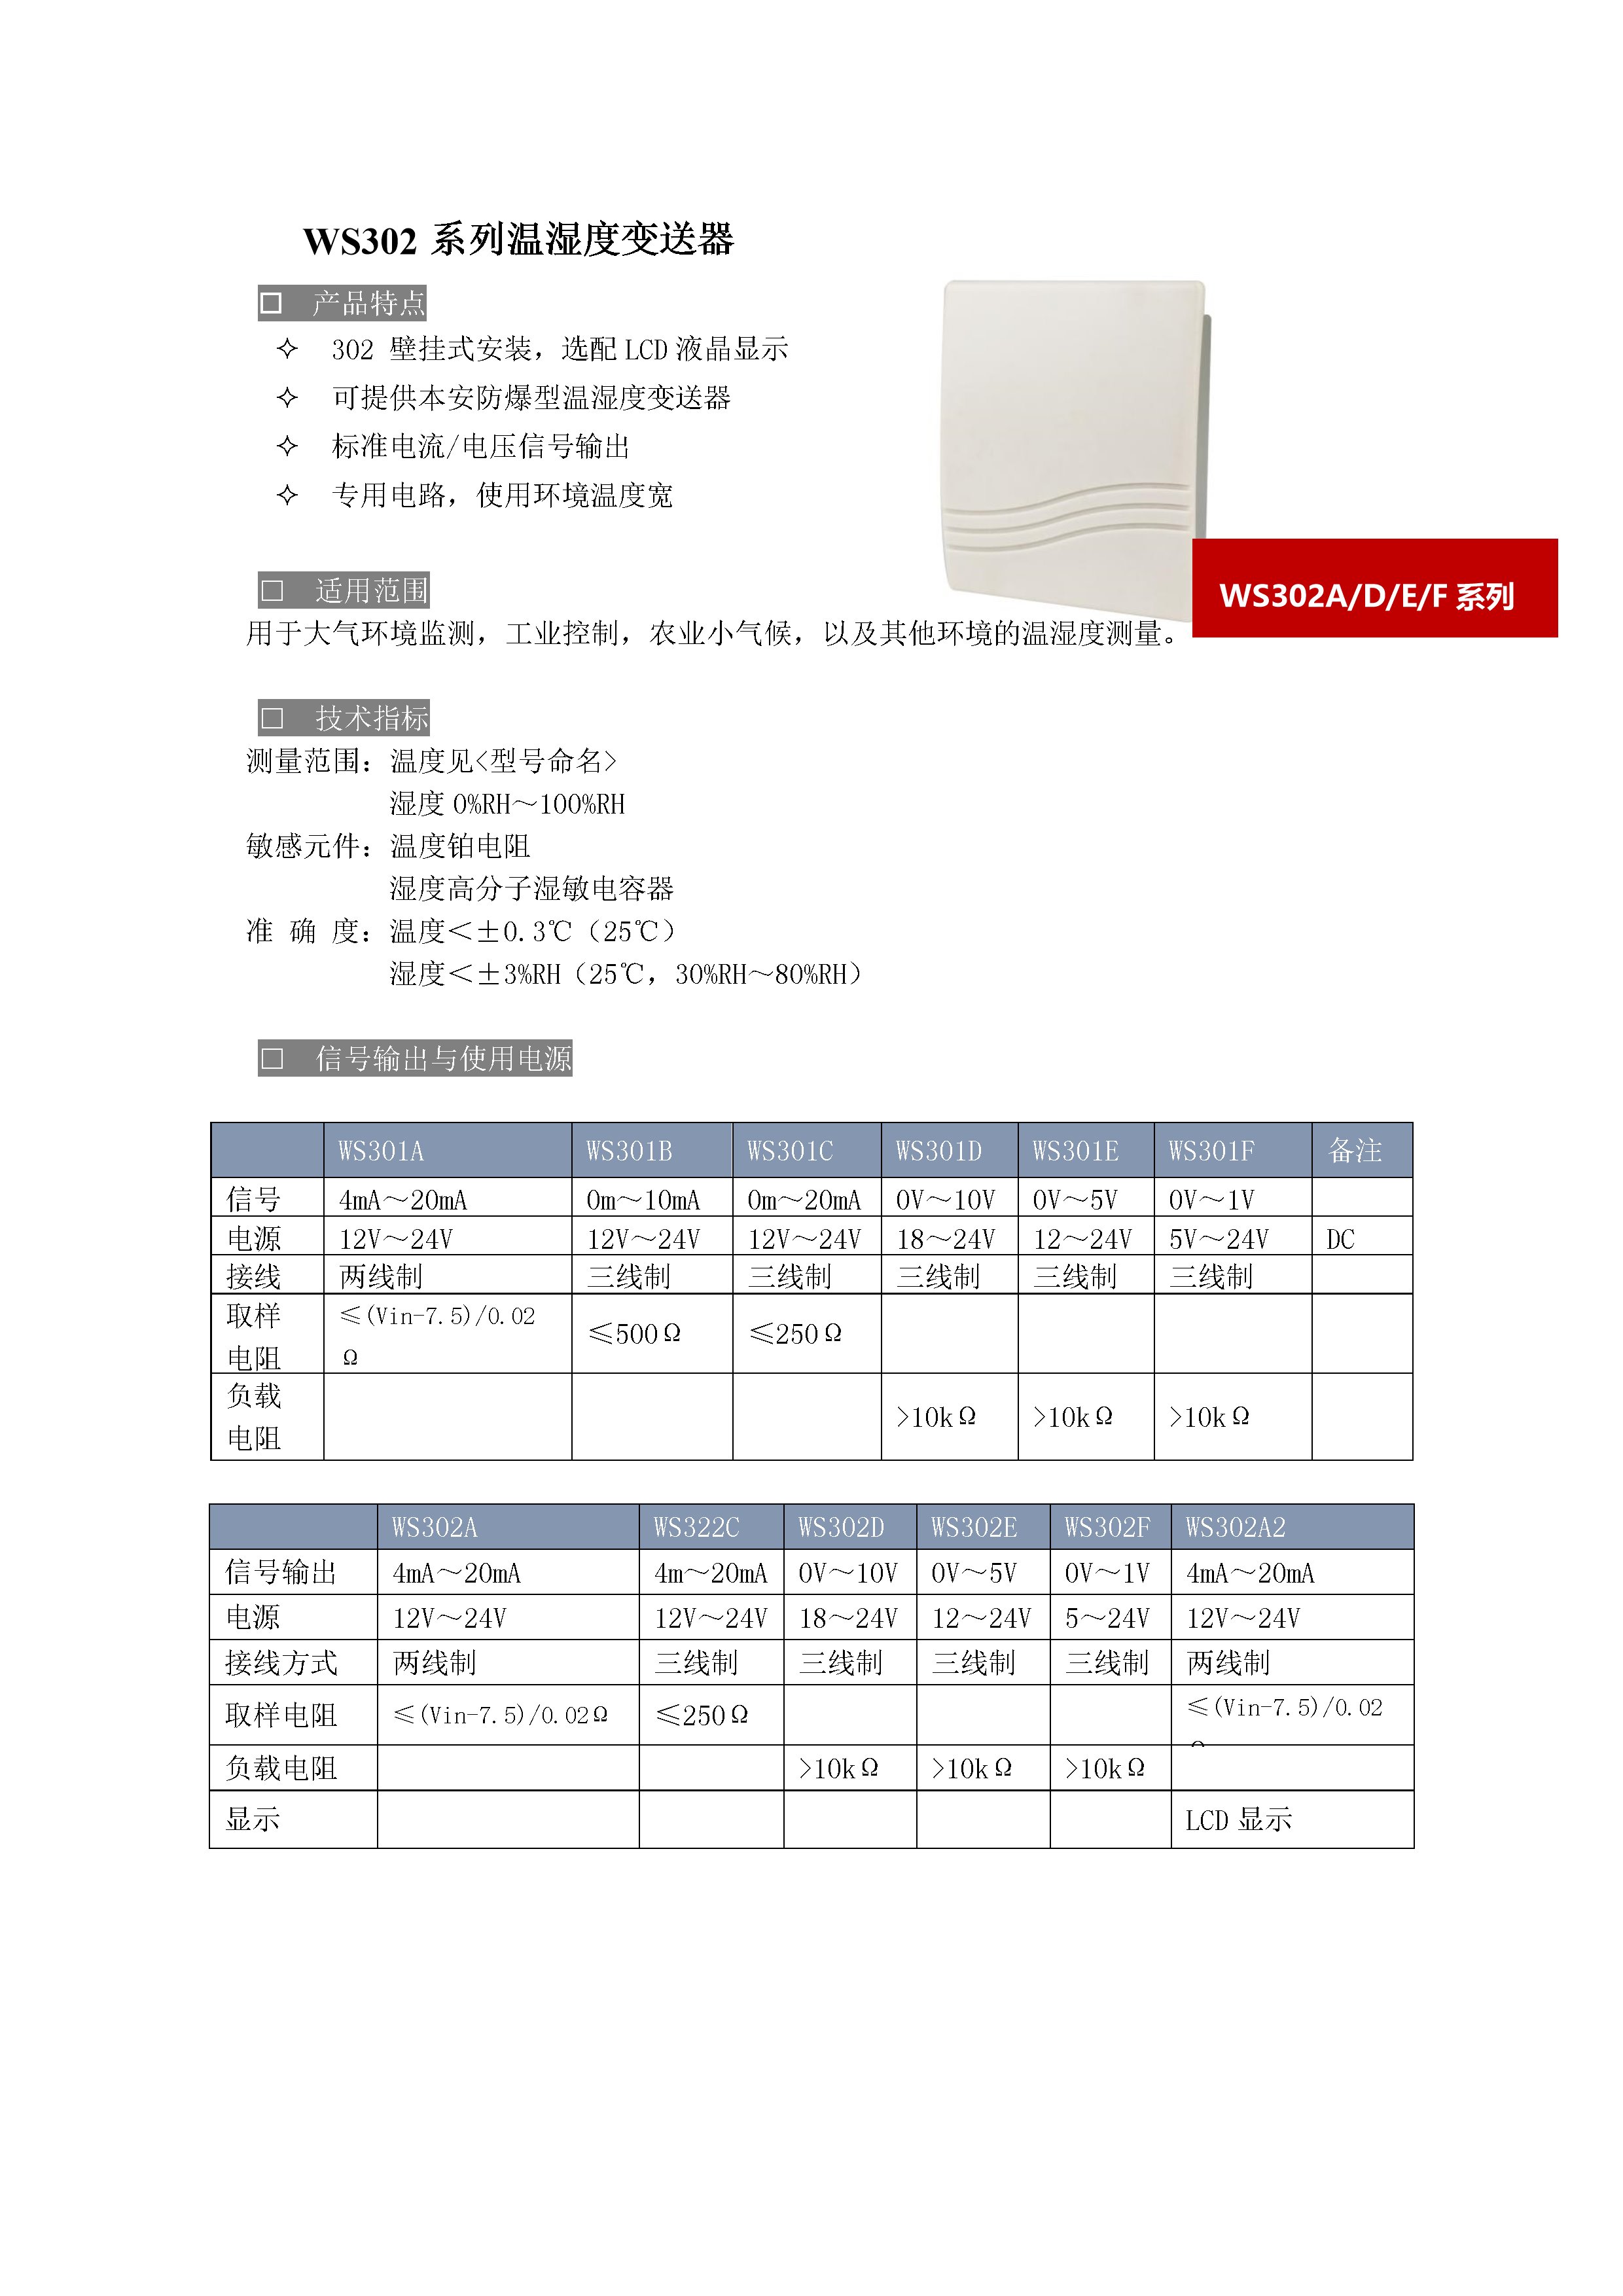 WS302 系列温湿度变送器
□ 产品特点
✧ 302 壁挂式安装，选配 LCD 液晶显示
✧ 可提供本安防爆型温湿度变送器
✧ 标准电流/电压信号输出
✧ 专用电路，使用环境温度宽
WS302A/D/E/F 系列
□ 适用范围
用于大气环境监测，工业控制，农业小气候，以及其他环境的温湿度测量。
□ 技术指标
测量范围：温度见<型号命名>
湿度 0%RH～100%RH
敏感元件：温度铂电阻
湿度高分子湿敏电容器
准 确 度：温度＜±0.3℃（25℃）
湿度＜±3%RH（25℃，30%RH～80%RH）
□ 信号输出与使用电源
WS301A WS301B WS301C WS301D WS301E WS301F 备注
信号 4mA～20mA 0m～10mA 0m～20mA 0V～10V 0V～5V 0V～1V
电源 12V～24V 12V～24V 12V～24V 18～24V 12～24V 5V～24V DC
接线 两线制 三线制 三线制 三线制 三线制 三线制
取样电阻 ≤(Vin-7.5)/0.02Ω ≤500Ω ≤250Ω
负载电阻 >10kΩ >10kΩ >10kΩ
WS302A WS322C WS302D WS302E WS302F WS302A2
信号输出 4mA～20mA 4m～20mA 0V～10V 0V～5V 0V～1V 4mA～20mA
电源 12V～24V 12V～24V 18～24V 12～24V 5～24V 12V～24V
接线方式 两线制 三线制 三线制 三线制 三线制 两线制
取样电阻 ≤(Vin-7.5)/0.02Ω ≤250Ω ≤(Vin-7.5)/0.02
负载电阻 >10kΩ >10kΩ >10kΩ
显示 LCD 显示